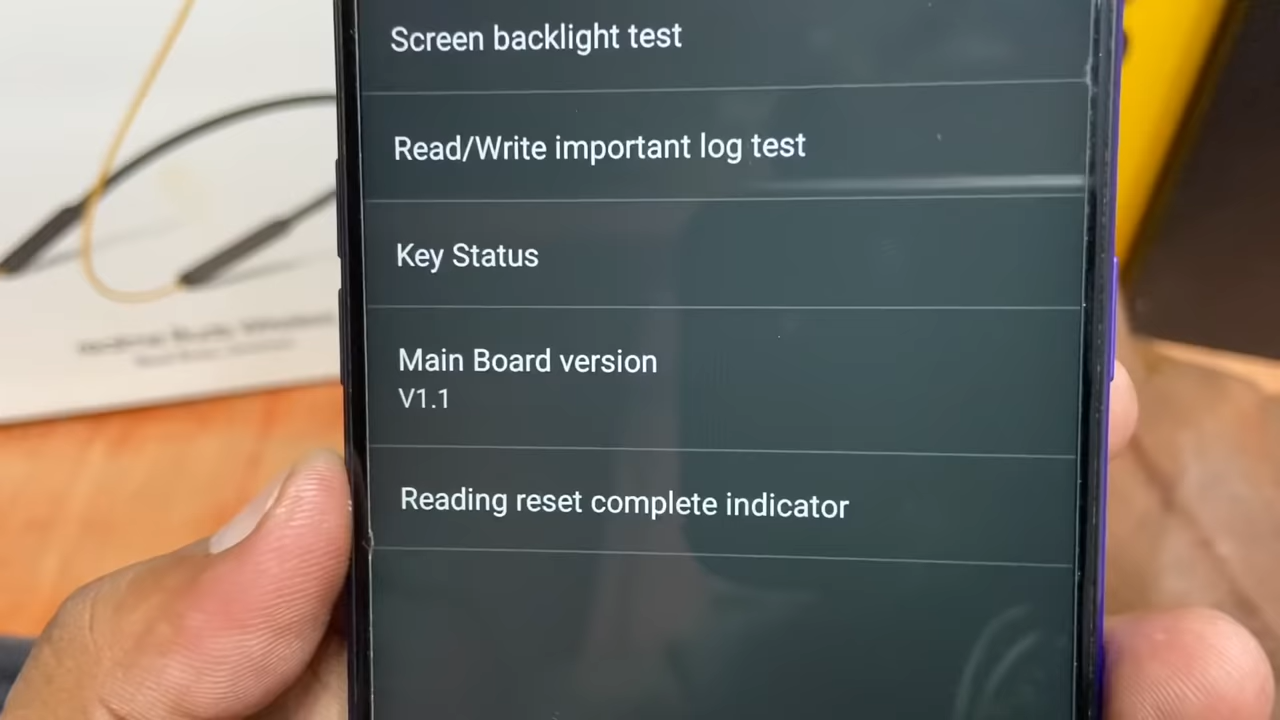 Screen backlight test
Read/Write important log test
Key Status
Main Board version
V1.1
Reading reset complete indicator